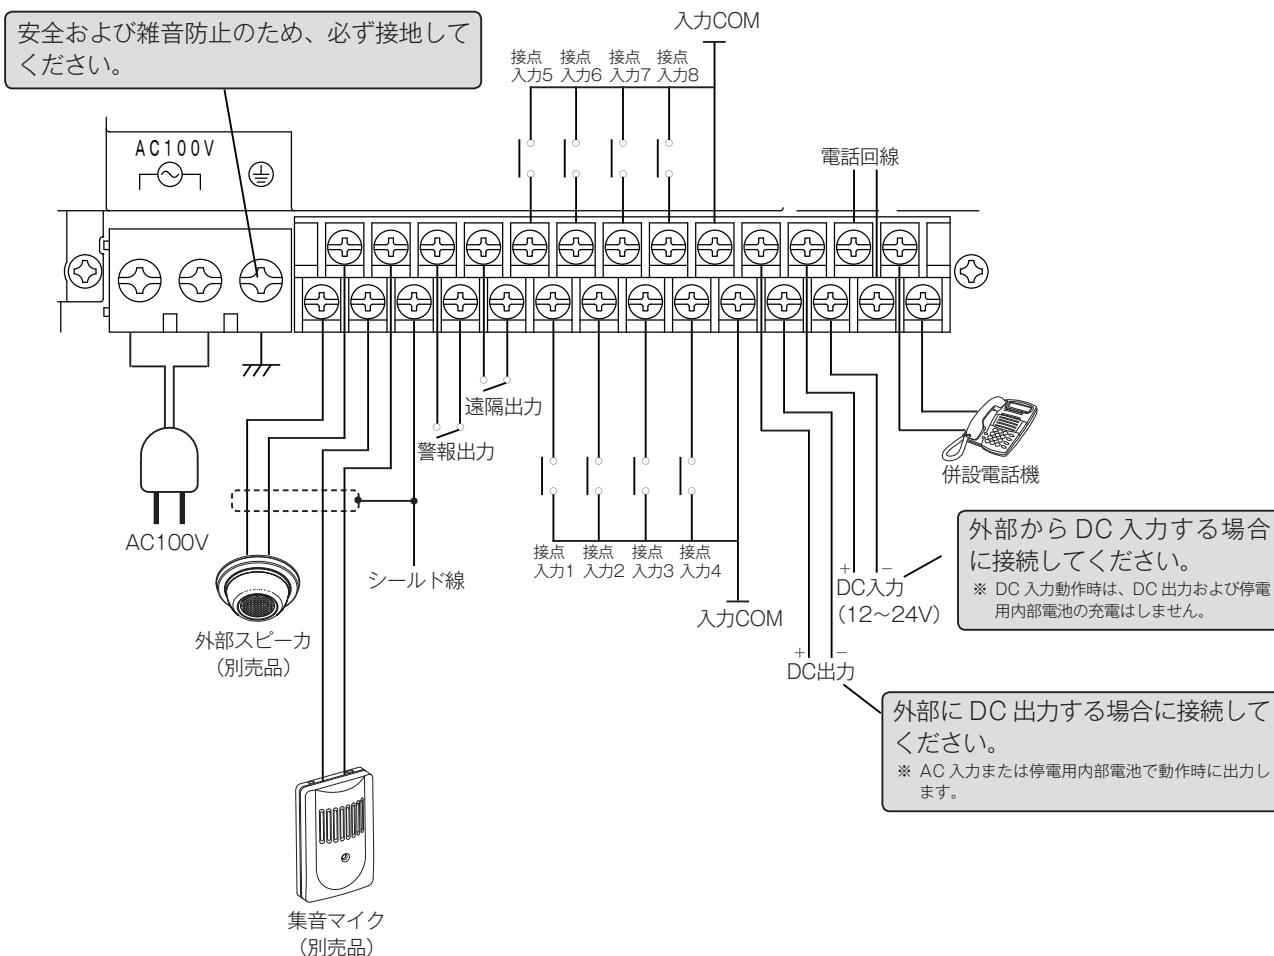 安全および雑音防止のため、必ず接地して
ください。
入力COM
接点 接点 接点 接点
入力5 入力6 入力7 入力8
AC100V
電話回線
遠隔出力
警報出力
併設電話機
AC100V
シールド線
接点 接点 接点 接点
入力1 入力2 入力3 入力4
入力COM
+ −
DC入力
（12～24V）
外部から DC 入力する場合
に接続してください。
※ DC 入力動作時は、DC 出力および停電
用内部電池の充電はしません。
外部スピーカ
（別売品）
+ −
DC出力
外部に DC 出力する場合に接続して
ください。
※ AC 入力または停電用内部電池で動作時に出力し
ます。
集音マイク
（別売品）